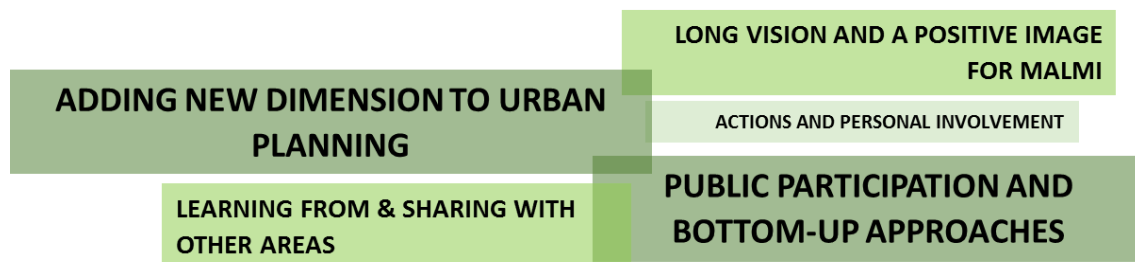 LONG VISION AND A POSITIVE IMAGE
FOR MALMI
ADDING NEW DIMENSION TO URBAN
PLANNING
ACTIONS AND PERSONAL INVOLVEMENT
PUBLIC PARTICIPATION AND
BOTTOM-UP APPROACHES
LEARNING FROM & SHARING WITH
OTHER AREAS